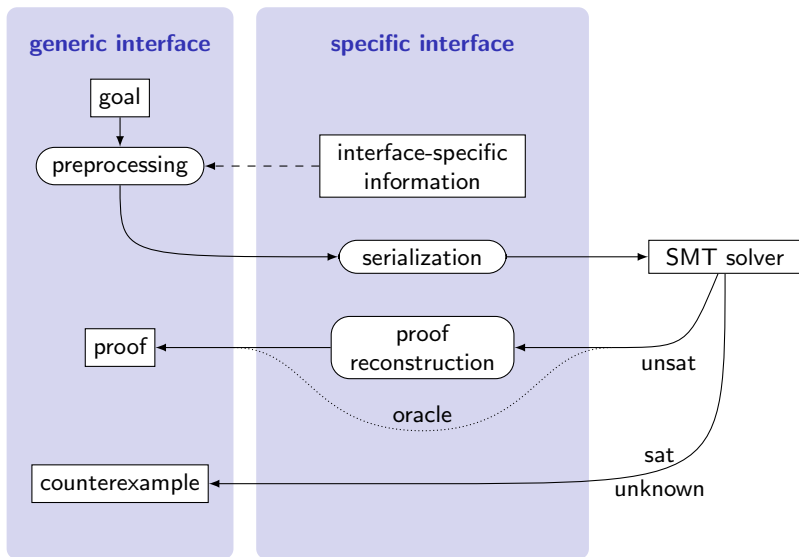 generic interface
specific interface
goal
preprocessing
interface-specific
information
serialization
SMT solver
proof
proof
reconstruction
unsat
oracle
sat
counterexample
unknown